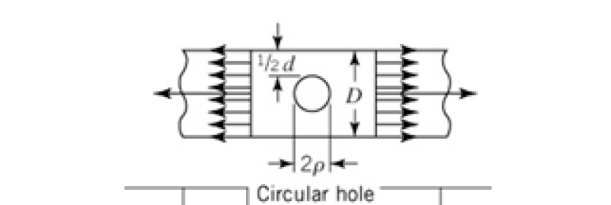 1/2 d
D
2ρ
Circular hole